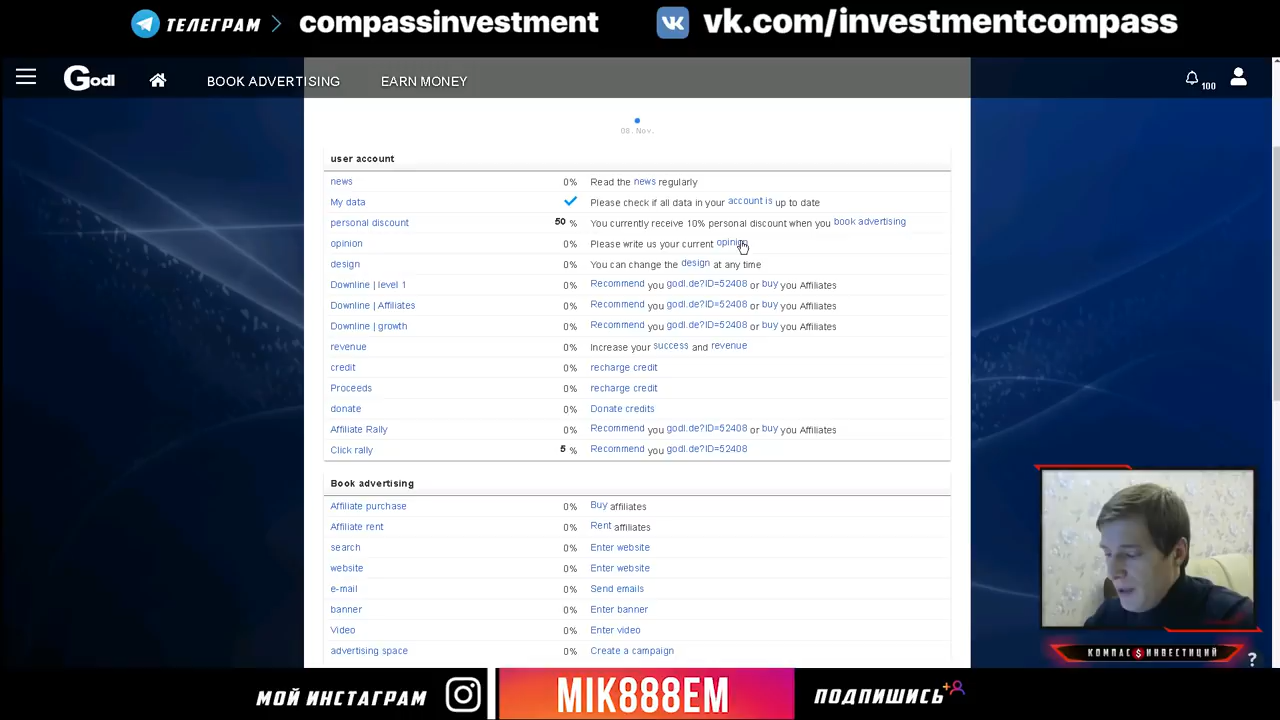 ТЕЛЕГРАМ > compassinvestment vk.com/investmentcompass
Godl BOOK ADVERTISING EARN MONEY 100
08. Nov.
user account
news 0% Read the news regularly
My data Please check if all data in your account is up to date
personal discount 50 % You currently receive 10% personal discount when you book advertising
opinion 0% Please write us your current opinion
design 0% You can change the design at any time
Downline | level 1 0% Recommend you godl.de?ID=52408 or buy you Affiliates
Downline | Affiliates 0% Recommend you godl.de?ID=52408 or buy you Affiliates
Downline | growth 0% Recommend you godl.de?ID=52408 or buy you Affiliates
revenue 0% Increase your success and revenue
credit 0% recharge credit
Proceeds 0% recharge credit
donate 0% Donate credits
Affiliate Rally 0% Recommend you godl.de?ID=52408 or buy you Affiliates
Click rally 5 % Recommend you godl.de?ID=52408
Book advertising
Affiliate purchase 0% Buy affiliates
Affiliate rent 0% Rent affiliates
search 0% Enter website
website 0% Enter website
e-mail 0% Send emails
banner 0% Enter banner
Video 0% Enter video
advertising space 0% Create a campaign
КОМПАС $ ИНВЕСТИЦИЙ ?
МОЙ ИНСТАГРАМ MIK888EM ПОДПИШИСЬ